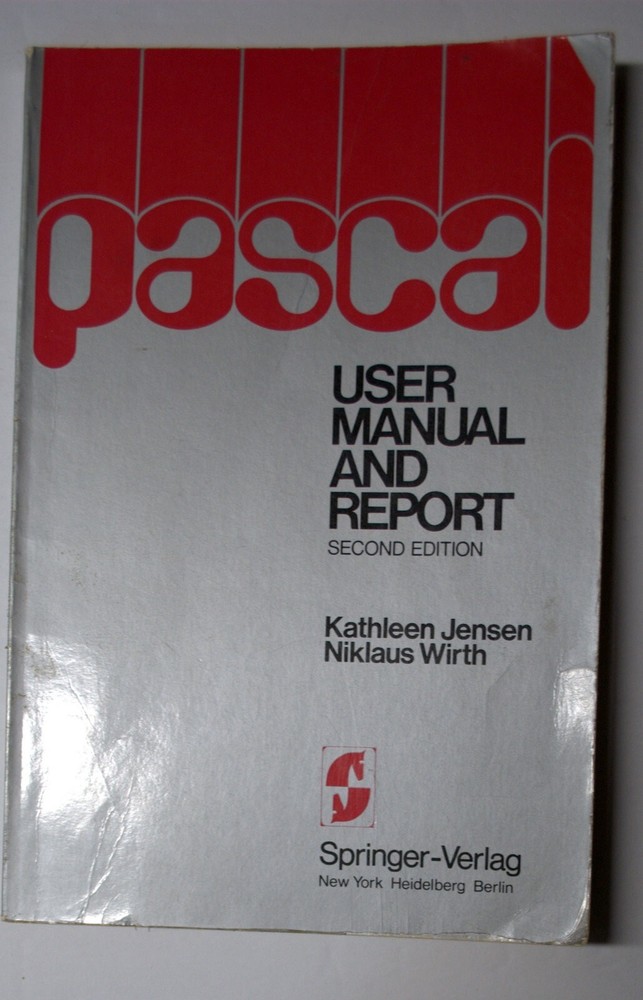 pascal
USER
MANUAL
AND
REPORT
SECOND EDITION
Kathleen Jensen
Niklaus Wirth
Springer-Verlag
New York Heidelberg Berlin